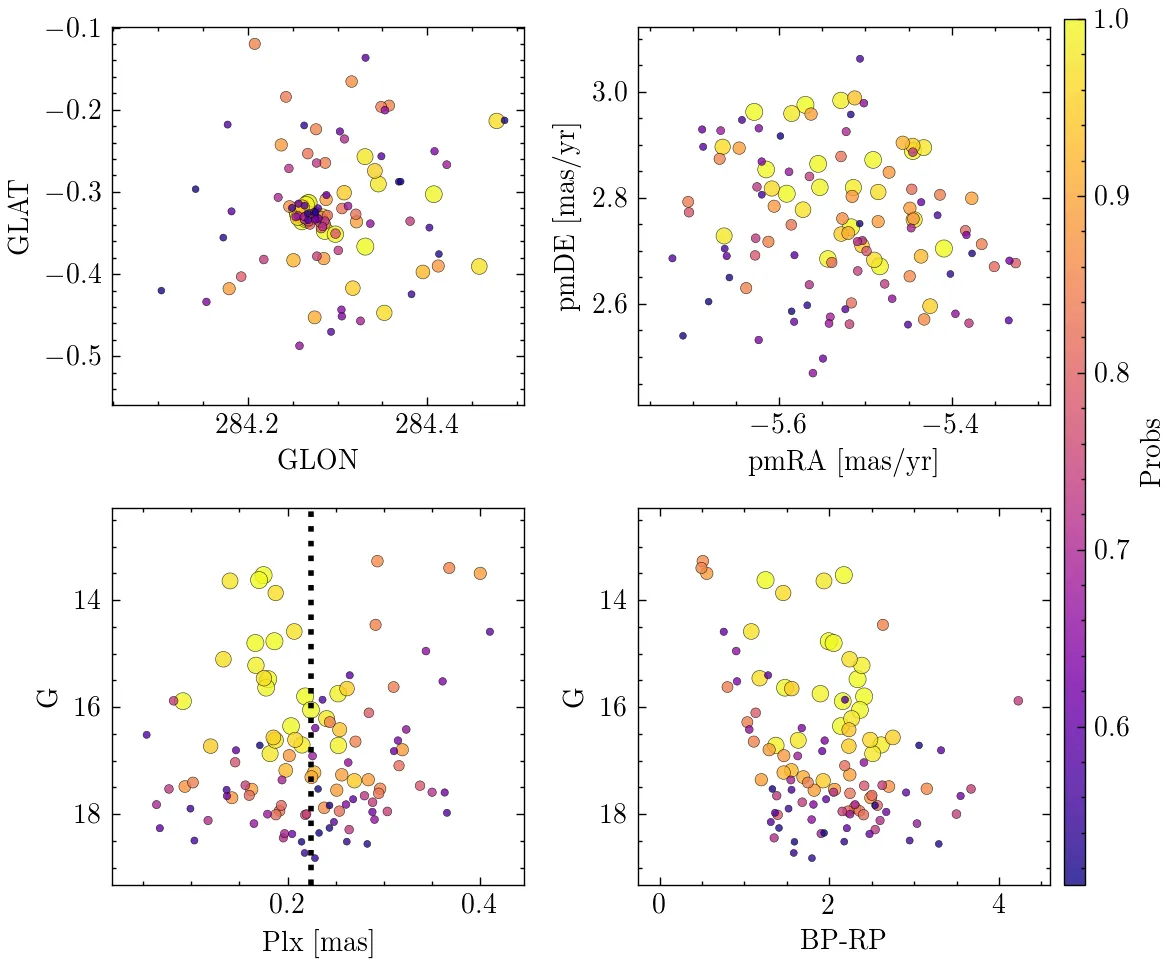 −0.1
−0.2
−0.3
−0.4
−0.5
GLAT
284.2 284.4
GLON
3.0
2.8
2.6
pmDE [mas/yr]
−5.6 −5.4
pmRA [mas/yr]
14
16
18
G
0.2 0.4
Plx [mas]
14
16
18
G
0 2 4
BP-RP
1.0
0.9
0.8
0.7
0.6
Probs